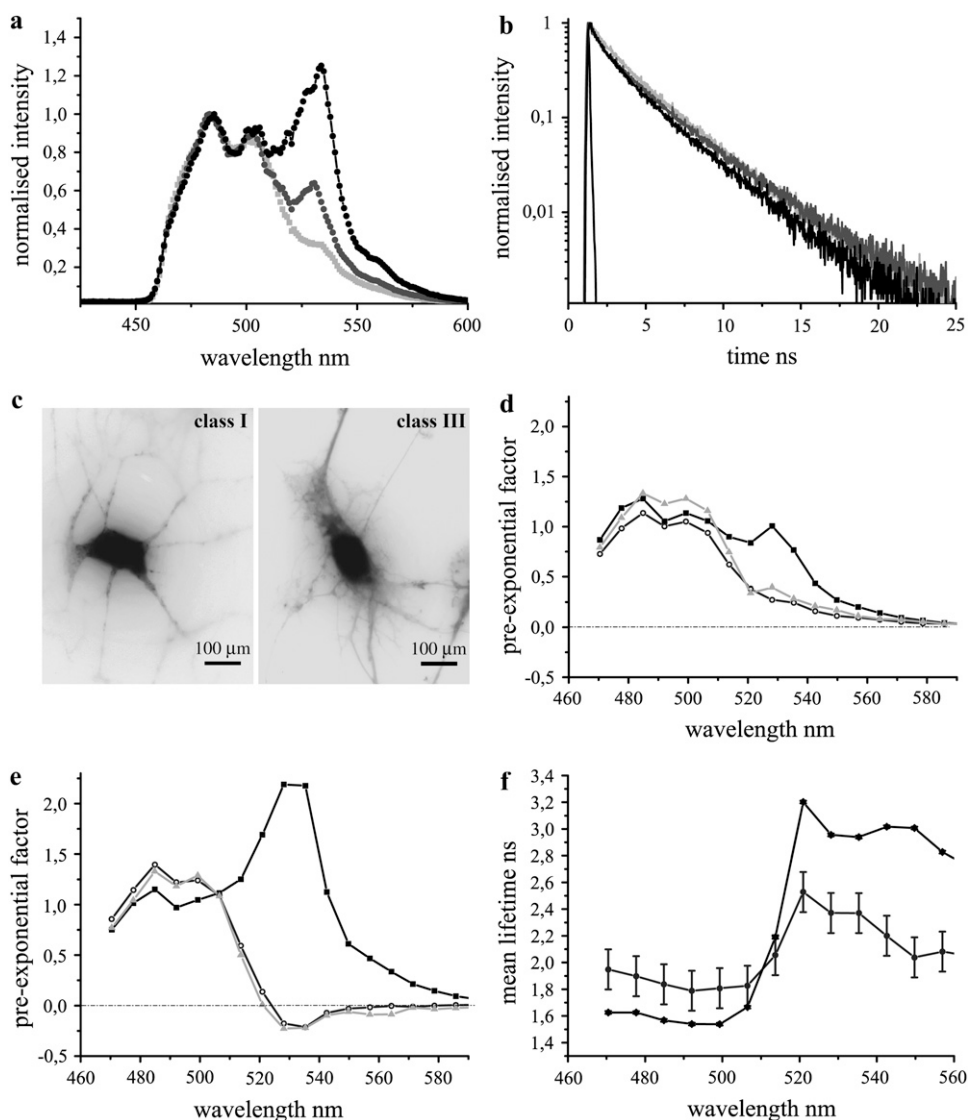 a
normalised intensity
1,4
1,2
1,0
0,8
0,6
0,4
0,2
450 500 550 600
wavelength nm
b
normalised intensity
1
0,1
0,01
0 5 10 15 20 25
time ns
c
class I
100 µm
class III
100 µm
d
pre-exponential factor
2,0
1,5
1,0
0,5
0,0
-0,5
460 480 500 520 540 560 580
wavelength nm
e
pre-exponential factor
2,0
1,5
1,0
0,5
0,0
-0,5
460 480 500 520 540 560 580
wavelength nm
f
mean lifetime ns
3,4
3,2
3,0
2,8
2,6
2,4
2,2
2,0
1,8
1,6
1,4
1,3
460 480 500 520 540 560
wavelength nm